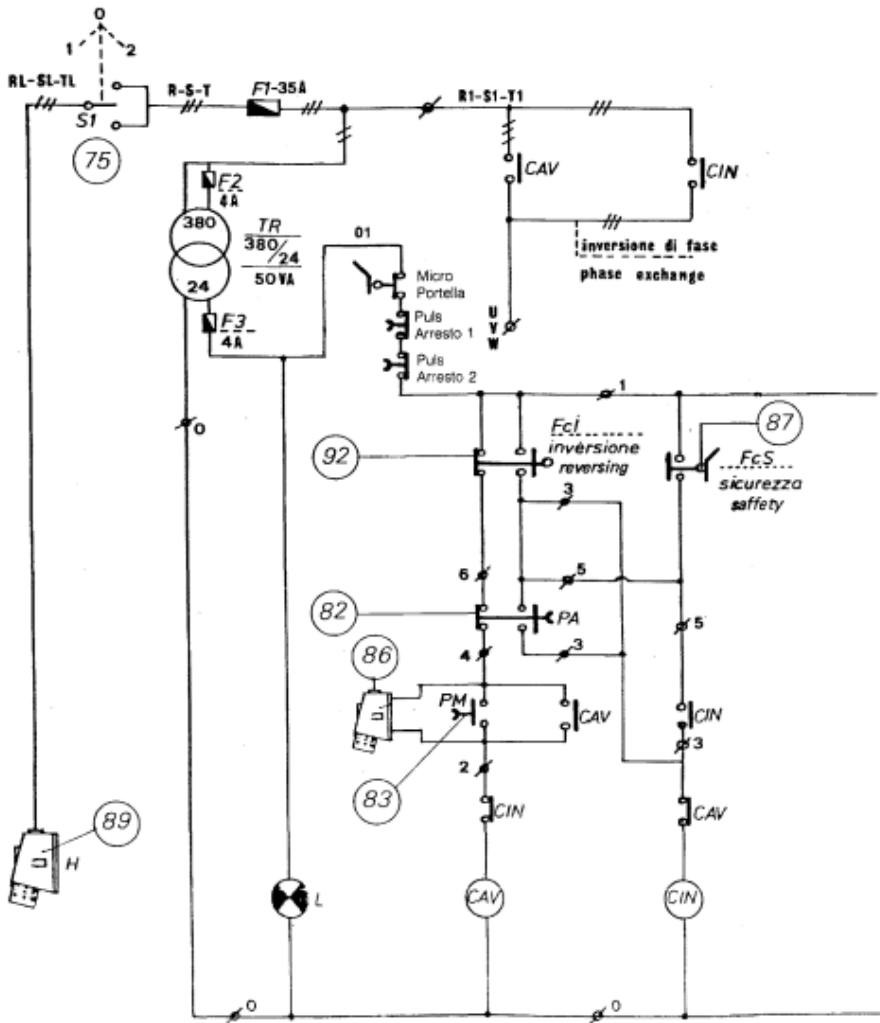 0
1 2
RL-SL-TL
R-S-T
F1-35A
R1-S1-T1
S1
75
CAV
CIN
F2
4A
380
24
TR
380/24
50VA
01
inversione di fase
phase exchange
Micro
Portella
F3
4A
Puls
Arresto 1
U
V
W
Puls
Arresto 2
1
87
0
92
FcI
inversione
reversing
FcS
sicurezza
saffety
3
6
5
82
PA
5
4
3
86
PM
CAV
CIN
3
2
83
CIN
CAV
89
H
L
CAV
CIN
0
0